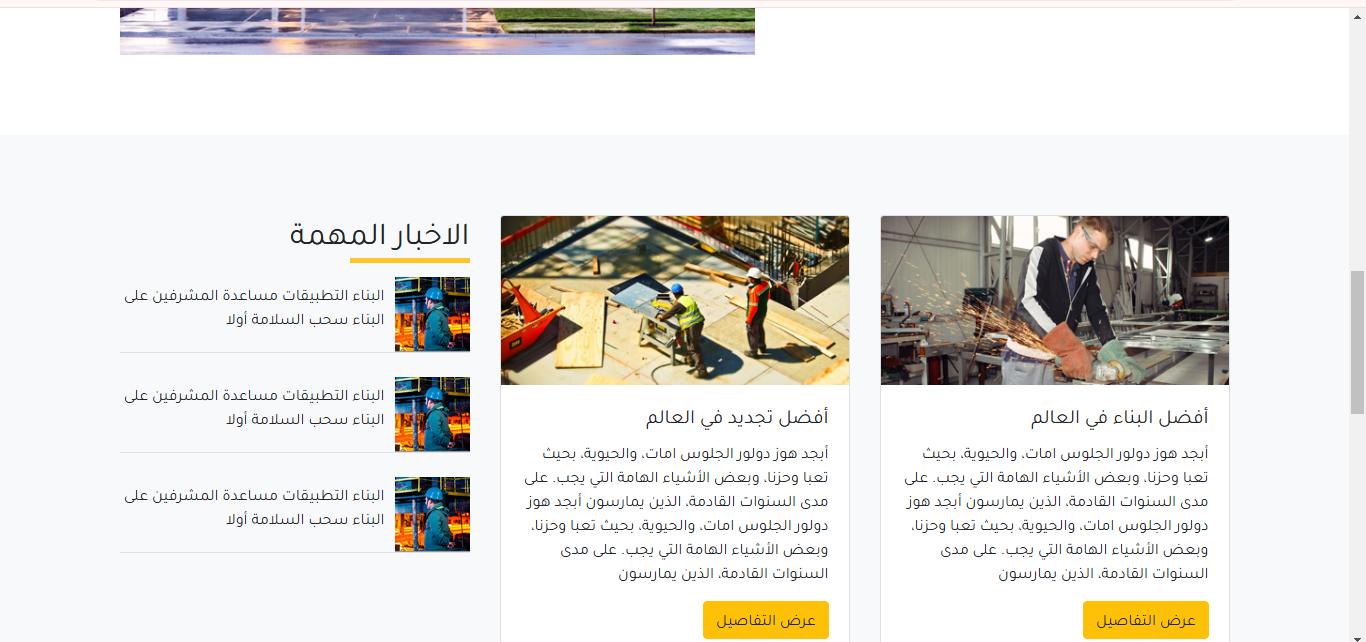 أفضل البناء في العالم
أبجد هوز دولور الجلوس امات، والحيوية، بحيث
تعبا وحزنا، وبعض الأشياء الهامة التي يجب. على
مدى السنوات القادمة، الذين يمارسون أبجد هوز
دولور الجلوس امات، والحيوية، بحيث تعبا وحزنا،
وبعض الأشياء الهامة التي يجب. على مدى
السنوات القادمة، الذين يمارسون
عرض التفاصيل
أفضل تجديد في العالم
أبجد هوز دولور الجلوس امات، والحيوية، بحيث
تعبا وحزنا، وبعض الأشياء الهامة التي يجب. على
مدى السنوات القادمة، الذين يمارسون أبجد هوز
دولور الجلوس امات، والحيوية، بحيث تعبا وحزنا،
وبعض الأشياء الهامة التي يجب. على مدى
السنوات القادمة، الذين يمارسون
عرض التفاصيل
الاخبار المهمة
البناء التطبيقات مساعدة المشرفين على
البناء سحب السلامة أولا
البناء التطبيقات مساعدة المشرفين على
البناء سحب السلامة أولا
البناء التطبيقات مساعدة المشرفين على
البناء سحب السلامة أولا